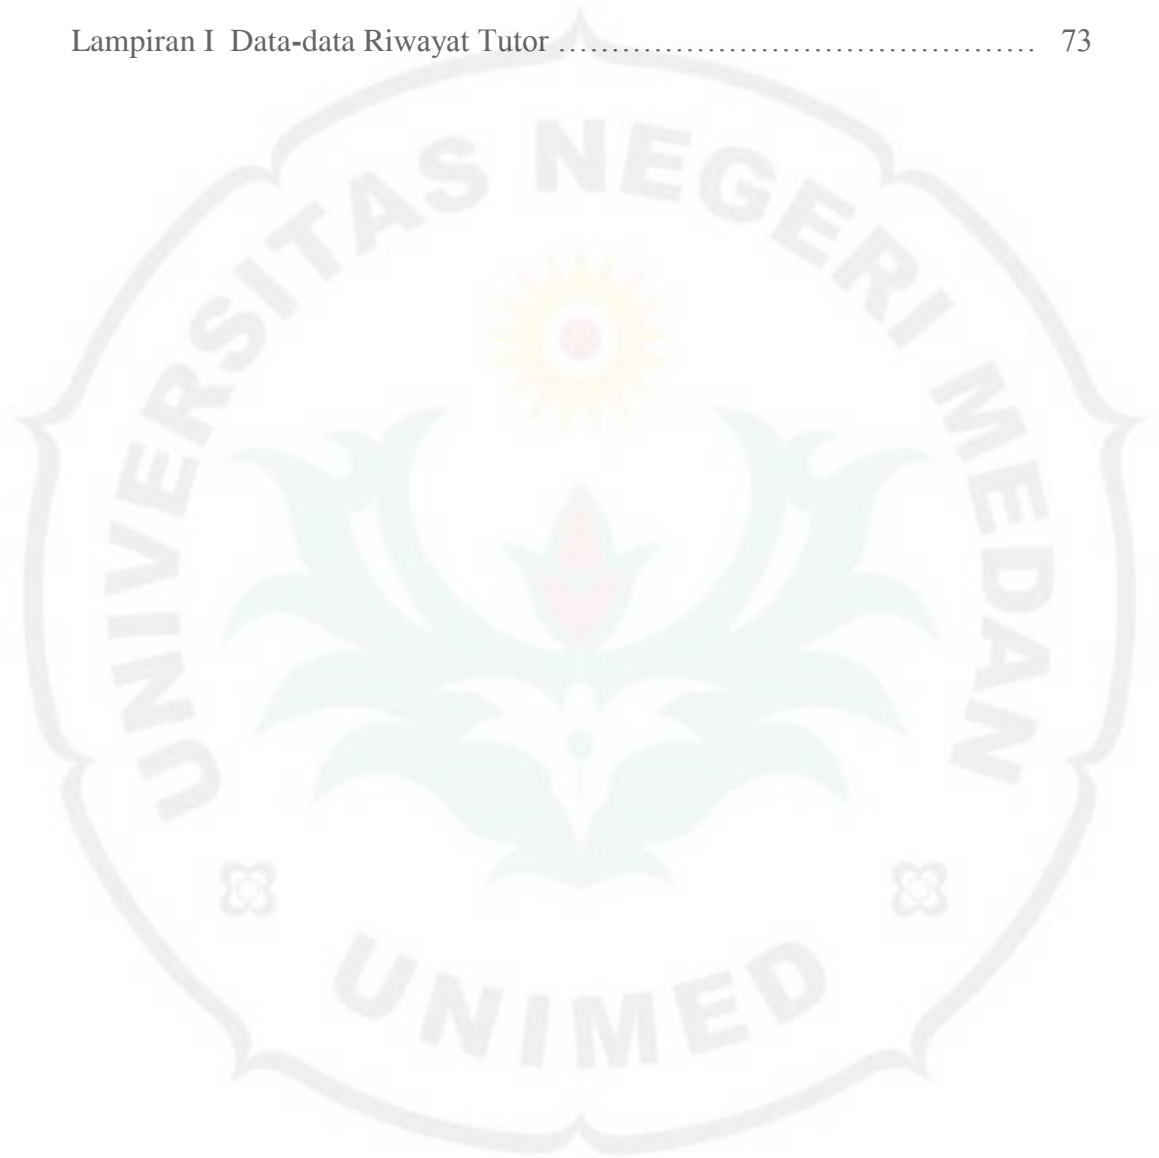 Lampiran I Data-data Riwayat Tutor ………………………………………. 73
UNIVERSITAS NEGERI MEDAN
UNIMED